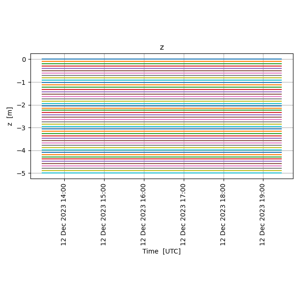 z
0
−1
−2
−3
−4
−5
z [m]
12 Dec 2023 14:00
12 Dec 2023 15:00
12 Dec 2023 16:00
12 Dec 2023 17:00
12 Dec 2023 18:00
12 Dec 2023 19:00
Time [UTC]